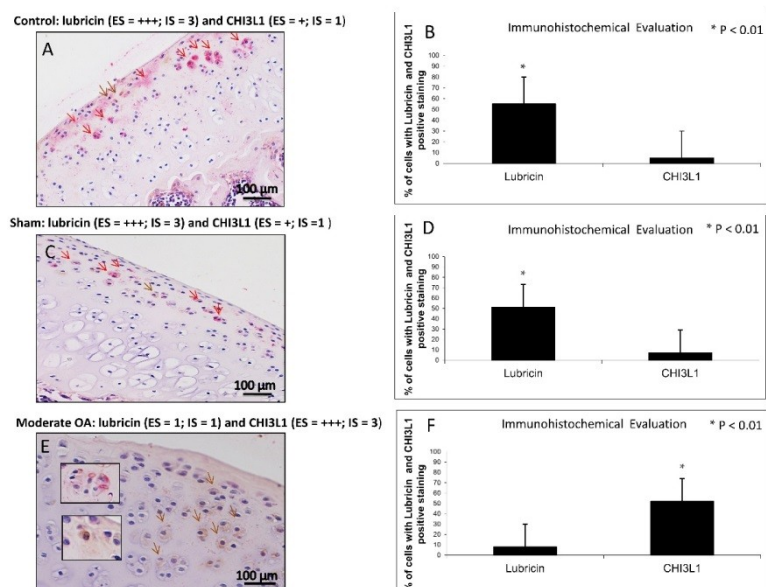 Control: lubricin (ES = +++; IS = 3) and CHI3L1 (ES = +; IS = 1)
A
100 µm
B
Immunohistochemical Evaluation
* P < 0.01
% of cells with Lubricin and CHI3L1
positive staining
100
90
80
70
60
50
40
30
20
10
0
*
Lubricin
CHI3L1
Sham: lubricin (ES = +++; IS = 3) and CHI3L1 (ES = +; IS =1 )
C
100 µm
D
Immunohistochemical Evaluation
* P < 0.01
% of cells with Lubricin and CHI3L1
positive staining
100
90
80
70
60
50
40
30
20
10
0
*
Lubricin
CHI3L1
Moderate OA: lubricin (ES = 1; IS = 1) and CHI3L1 (ES = +++; IS = 3)
E
100 µm
F
Immunohistochemical Evaluation
* P < 0.01
% of cells with Lubricin and CHI3L1
positive staining
100
90
80
70
60
50
40
30
20
10
0
*
Lubricin
CHI3L1